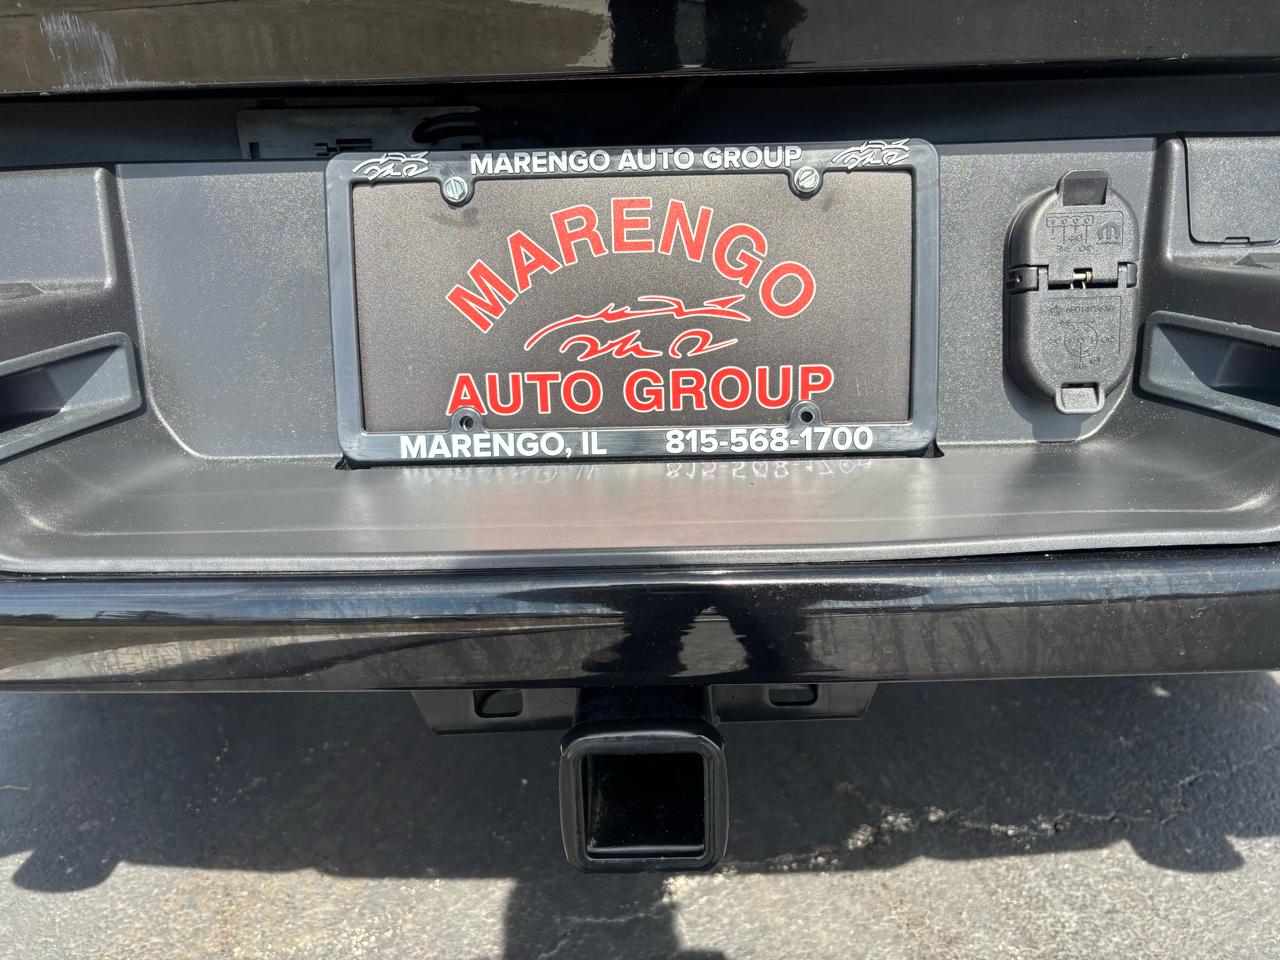 MARENGO AUTO GROUP
MARENGO
AUTO GROUP
MARENGO, IL 815-568-1700